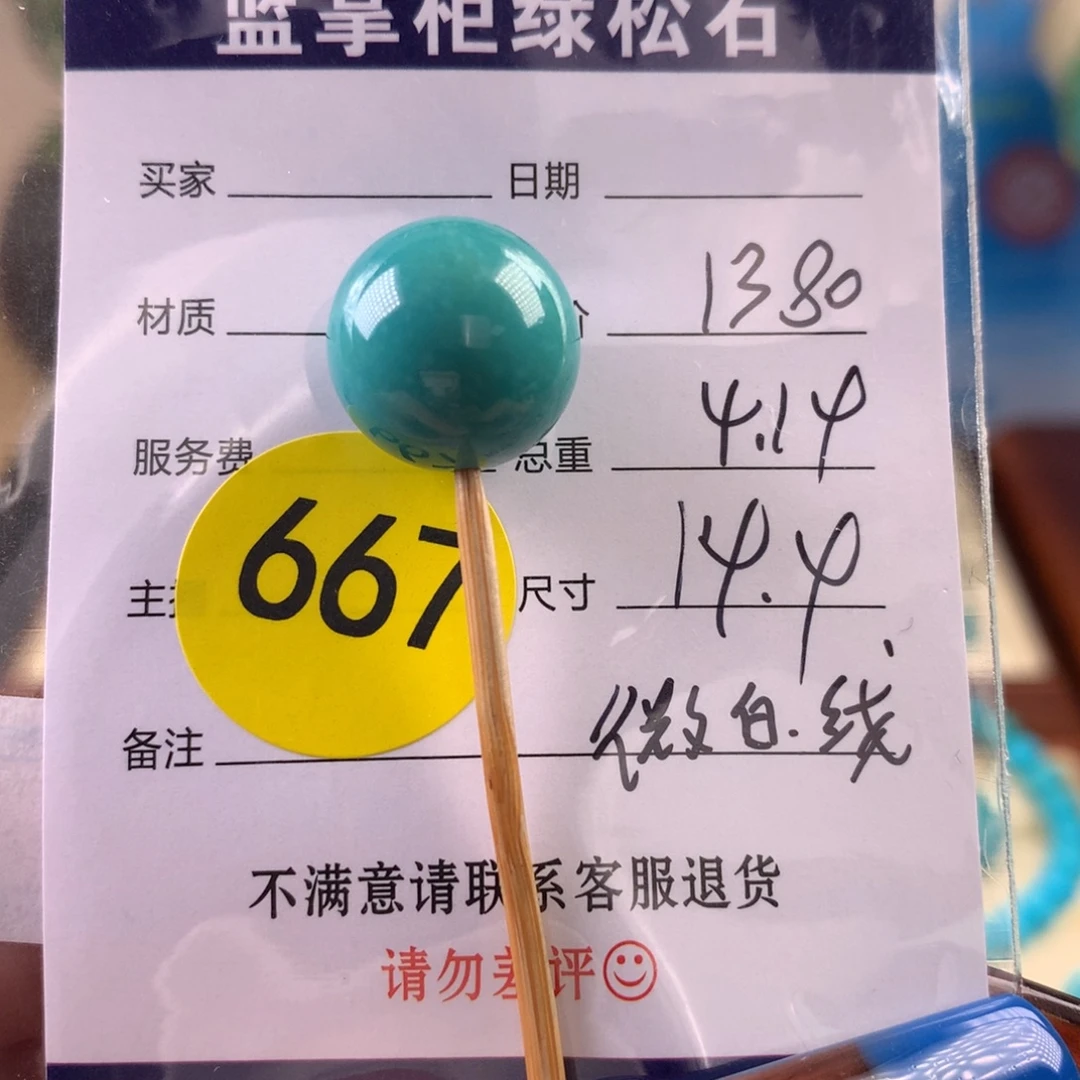 蓝掌柜绿松石
买家 日期
材质 价 1380
服务费 总重 4.14
667
主 尺寸 14.4
备注 微白.线
不满意请联系客服退货
请勿差评